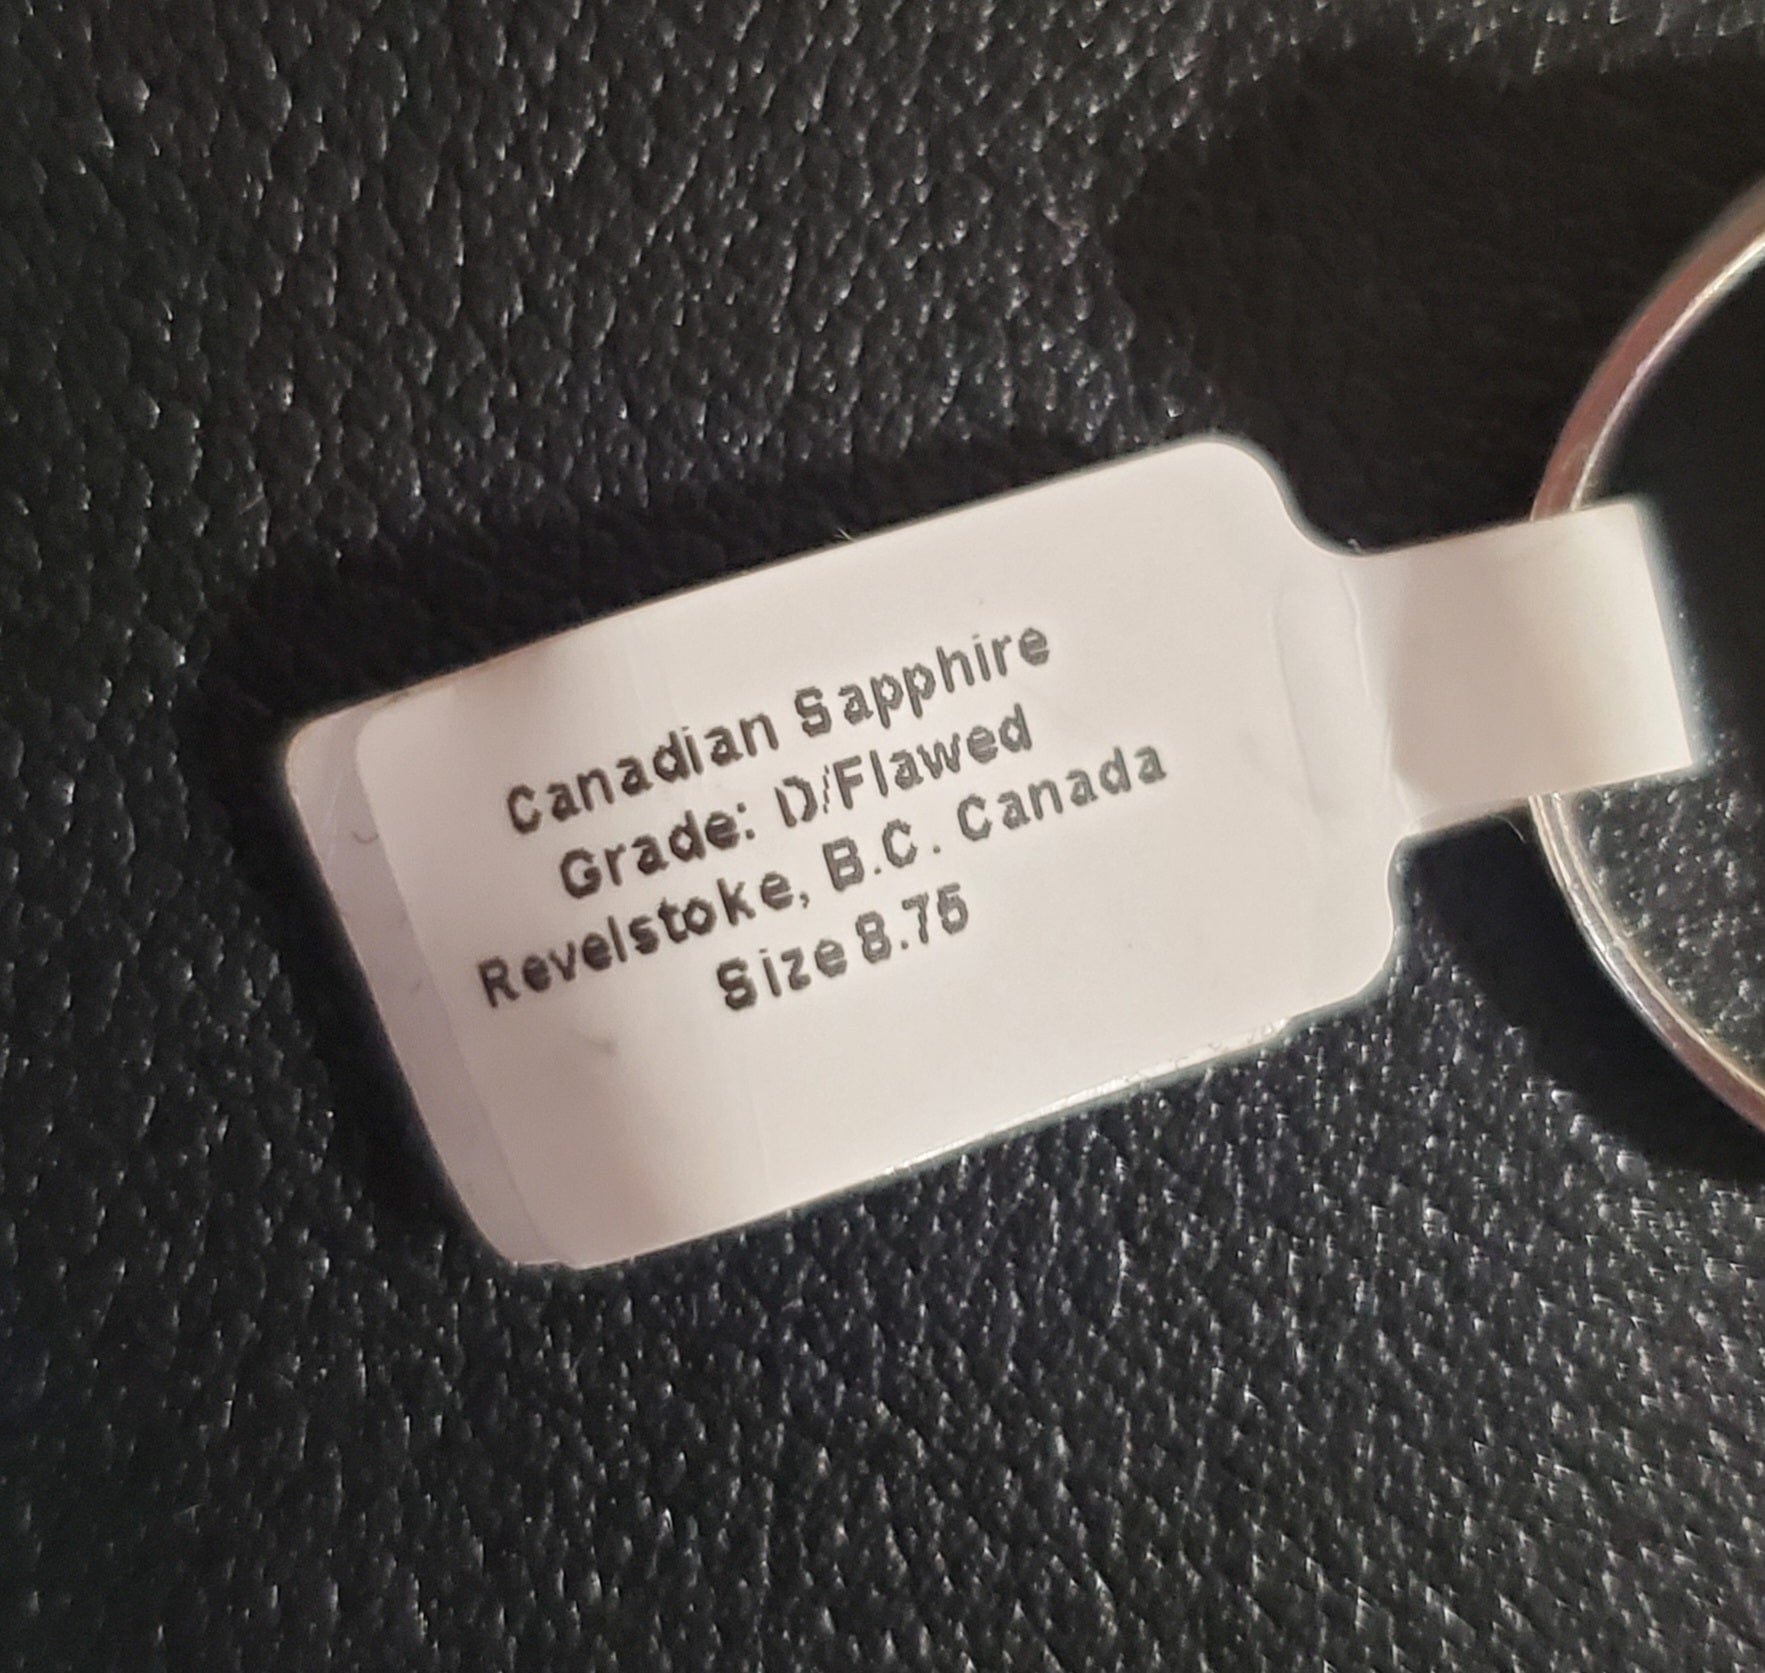 Canadian Sapphire
Grade: D/Flawed
Revelstoke, B.C. Canada
Size 8.75